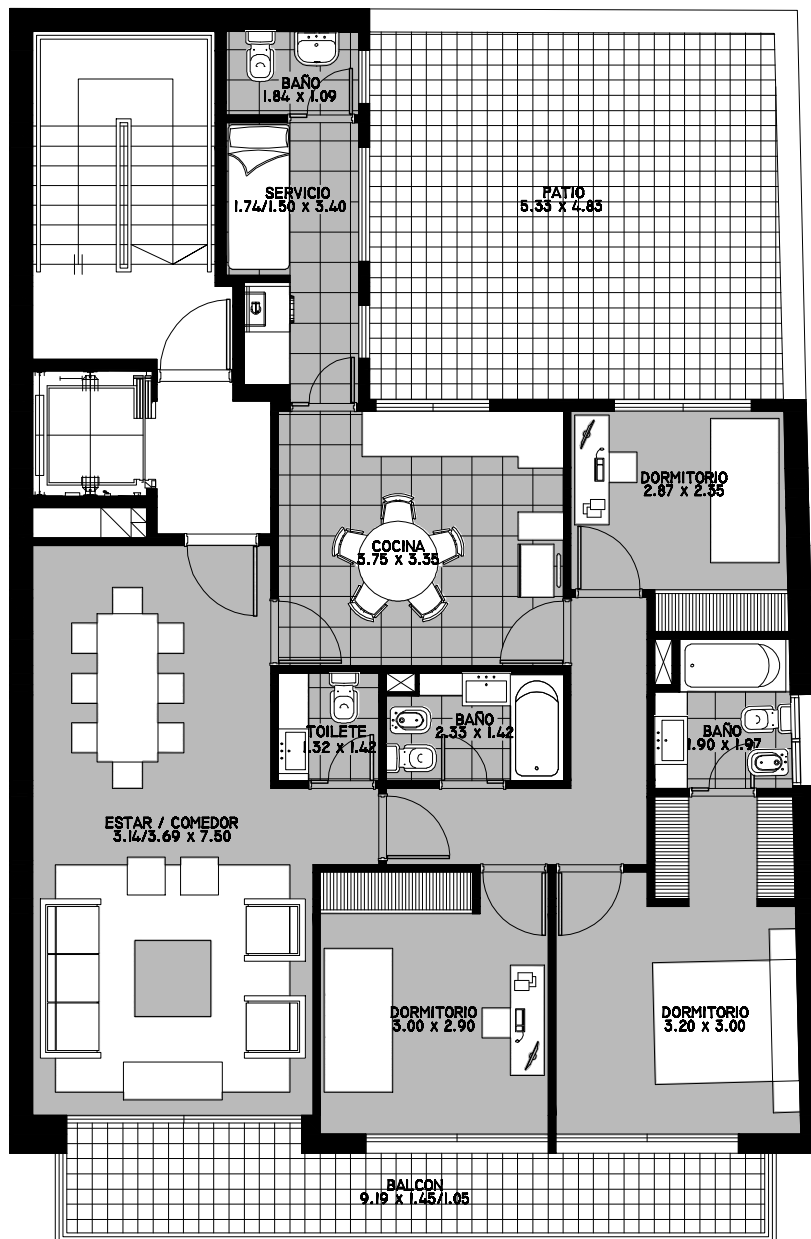 BAÑO
1.84 x 1.09
SERVICIO
1.74/1.50 x 3.40
PATIO
5.33 x 4.83
DORMITORIO
2.87 x 2.35
COCINA
3.75 x 3.35
TOILETE
1.32 x 1.42
BAÑO
2.33 x 1.42
BAÑO
1.90 x 1.97
ESTAR / COMEDOR
3.14/3.69 x 7.50
DORMITORIO
3.00 x 2.90
DORMITORIO
3.20 x 3.00
BALCON
9.19 x 1.45/1.05